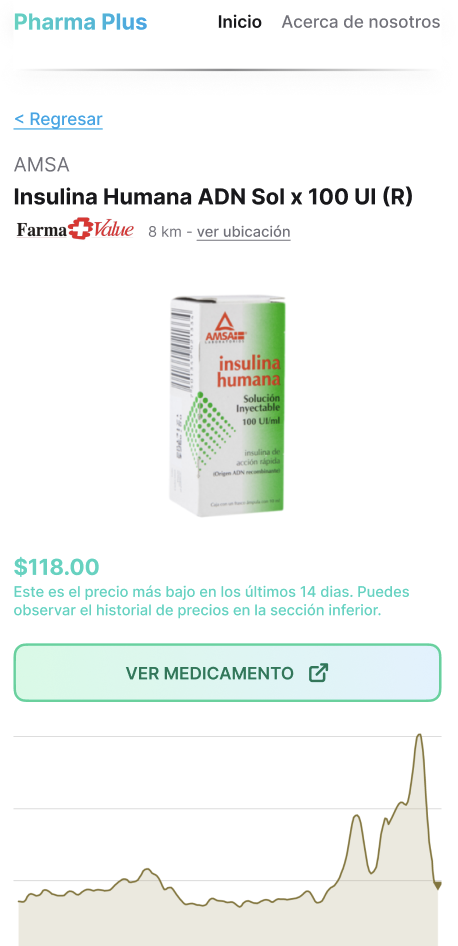 Pharma Plus Inicio Acerca de nosotros
< Regresar
AMSA
Insulina Humana ADN Sol x 100 UI (R)
Farma Value 8 km - ver ubicación
AMSA
LABORATORIOS
insulina
humana
Solución
Inyectable
100 UI/ml
insulina de
acción rápida
(Origen ADN recombinante)
$118.00
Este es el precio más bajo en los últimos 14 dias. Puedes
observar el historial de precios en la sección inferior.
VER MEDICAMENTO